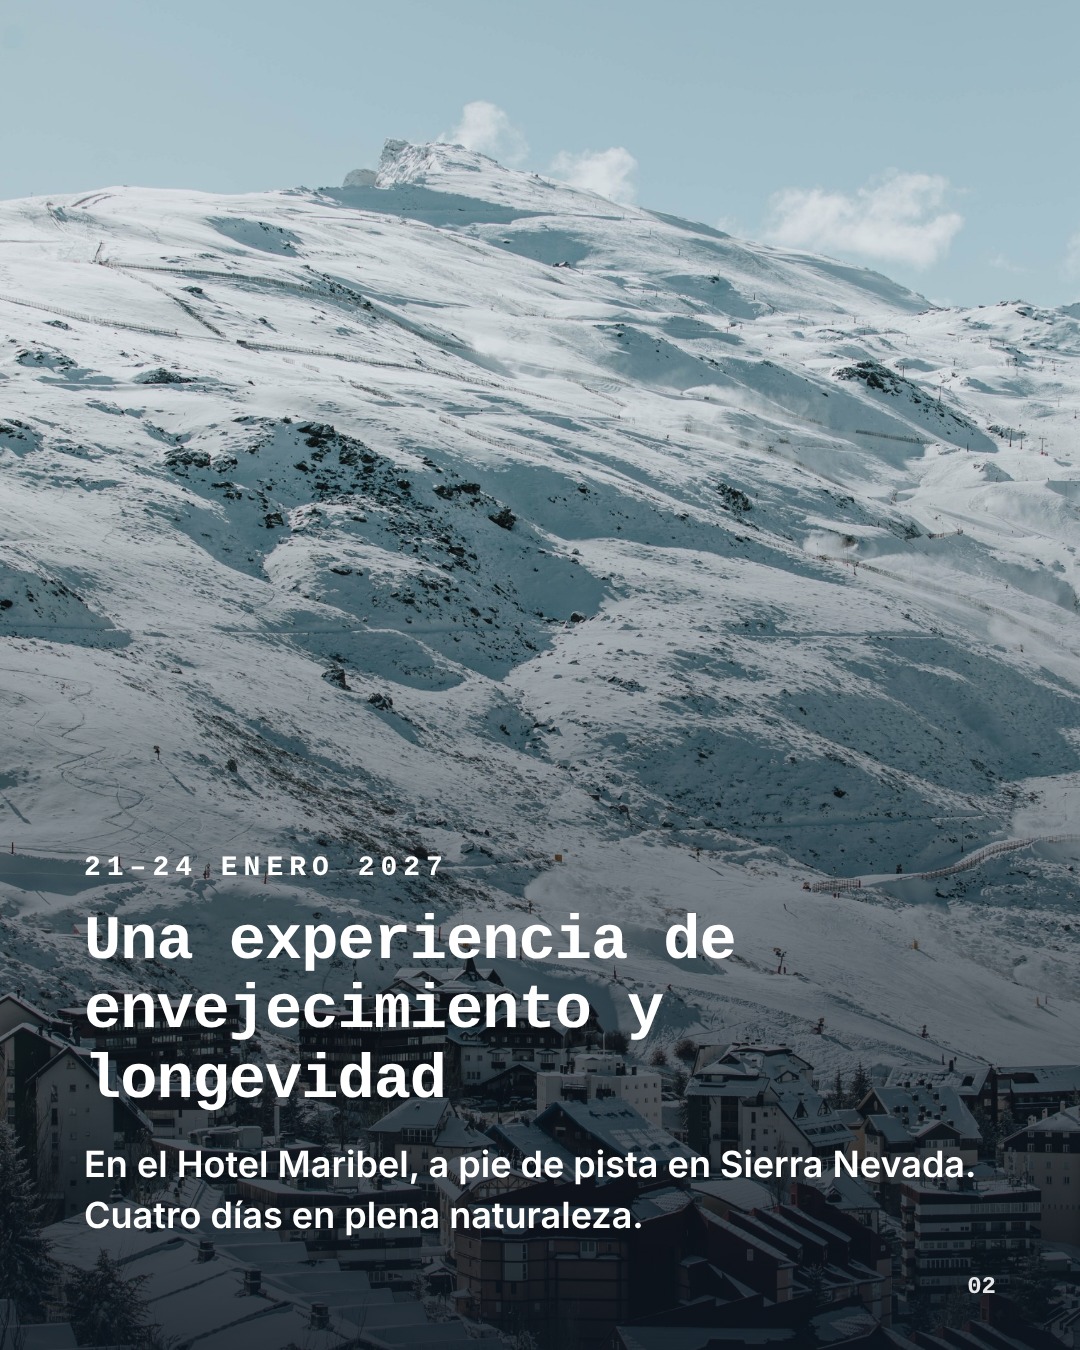 21–24 ENERO 2027
Una experiencia de
envejecimiento y
longevidad
En el Hotel Maribel, a pie de pista en Sierra Nevada.
Cuatro días en plena naturaleza.
02